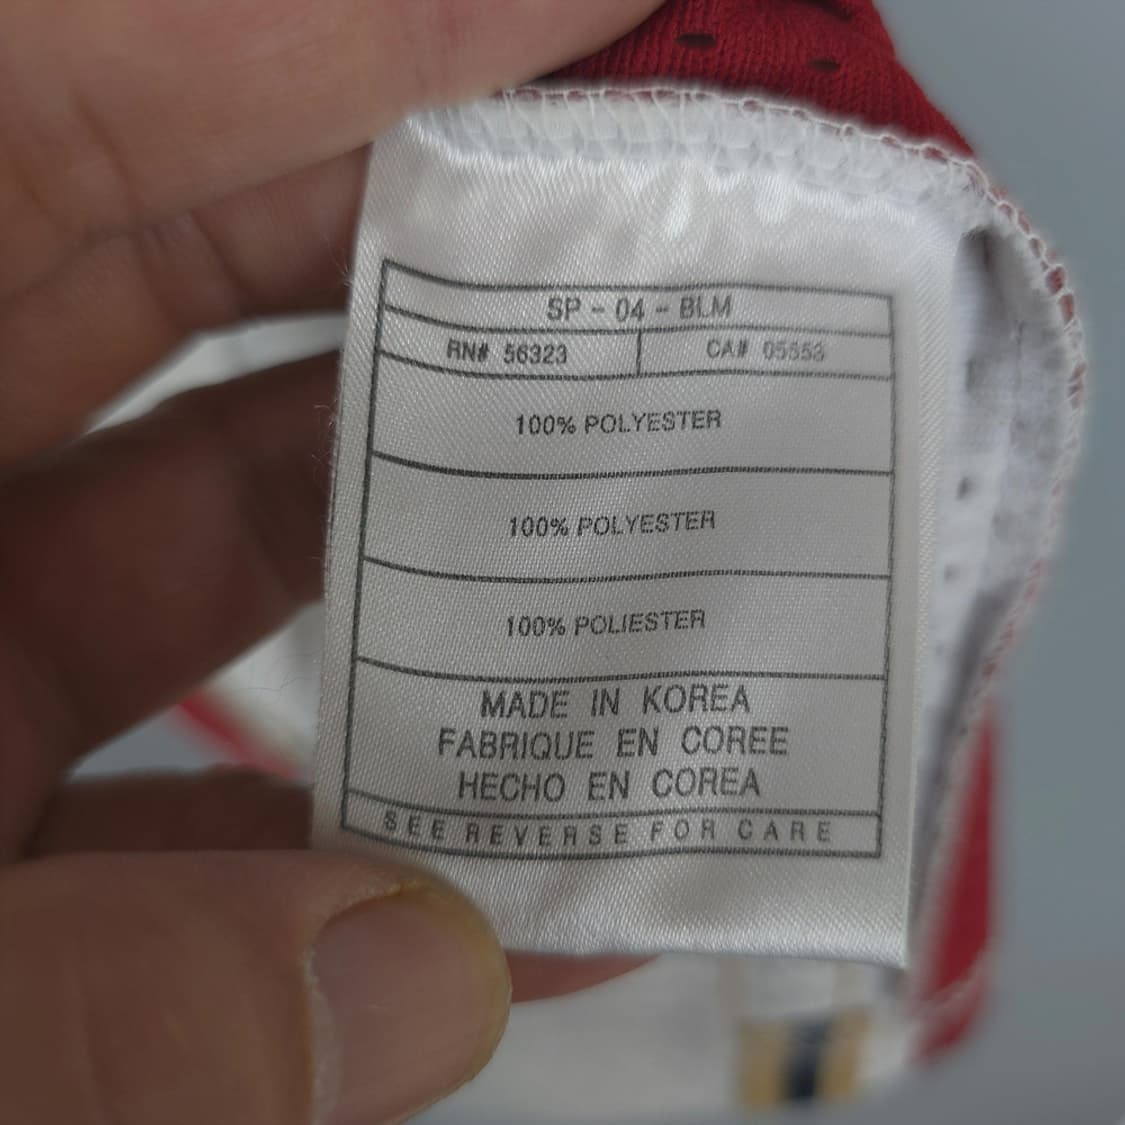 SP - 04 - BLM
RN# 56323 CA# 05553
100% POLYESTER
100% POLYESTER
100% POLIESTER
MADE IN KOREA
FABRIQUE EN COREE
HECHO EN COREA
SEE REVERSE FOR CARE